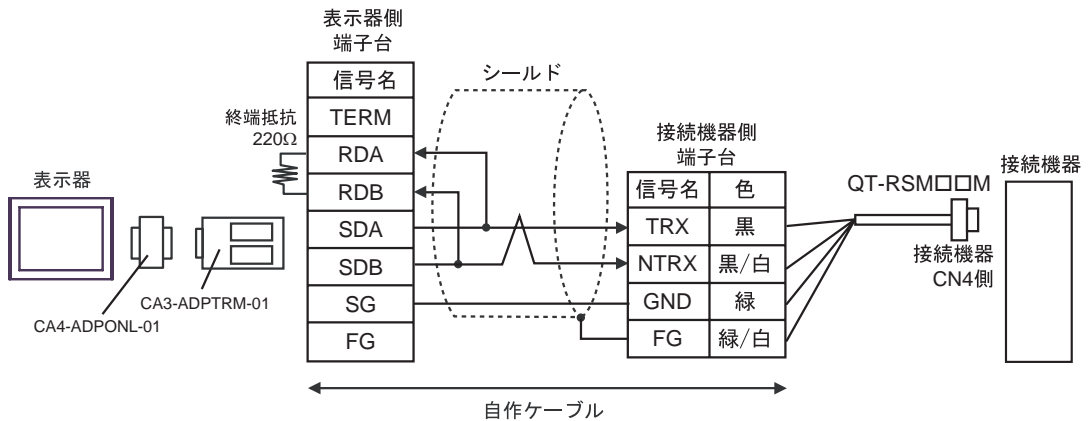 表示器側
端子台
信号名
TERM
RDA
RDB
SDA
SDB
SG
FG
終端抵抗
220Ω
シールド
表示器
CA4-ADPONL-01
CA3-ADPTRM-01
接続機器側
端子台
信号名 色
TRX 黒
NTRX 黒/白
GND 緑
FG 緑/白
QT-RSM□□M
接続機器
CN4側
接続機器
自作ケーブル